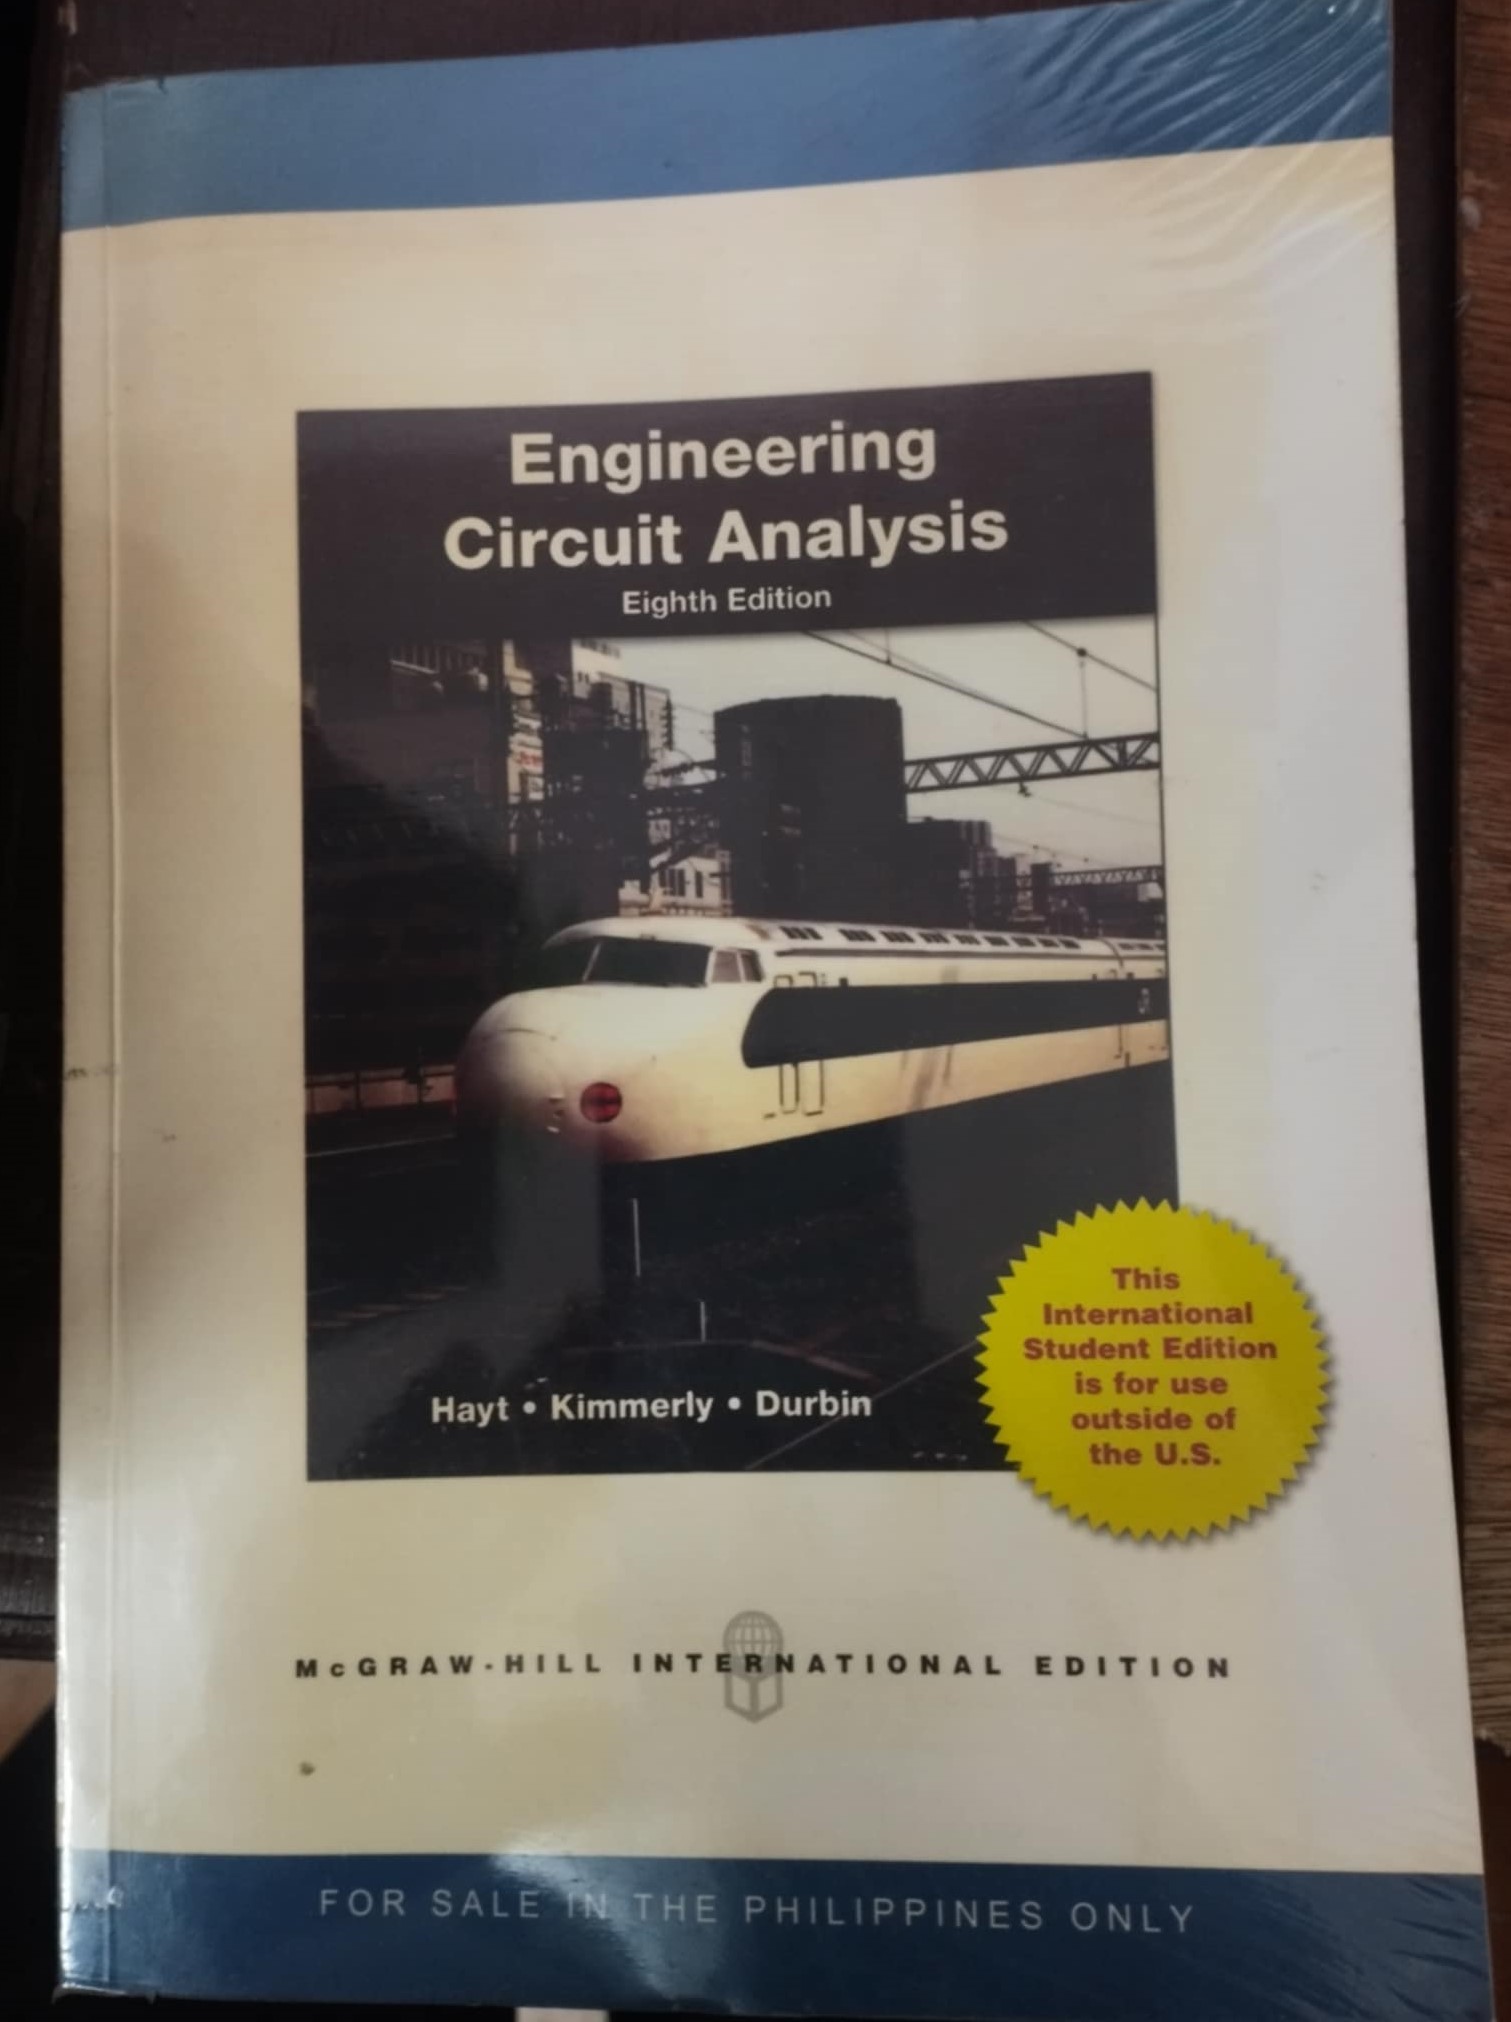 Engineering
Circuit Analysis
Eighth Edition
Hayt • Kimmerly • Durbin
This
International
Student Edition
is for use
outside of
the U.S.
McGRAW-HILL INTERNATIONAL EDITION
FOR SALE IN THE PHILIPPINES ONLY